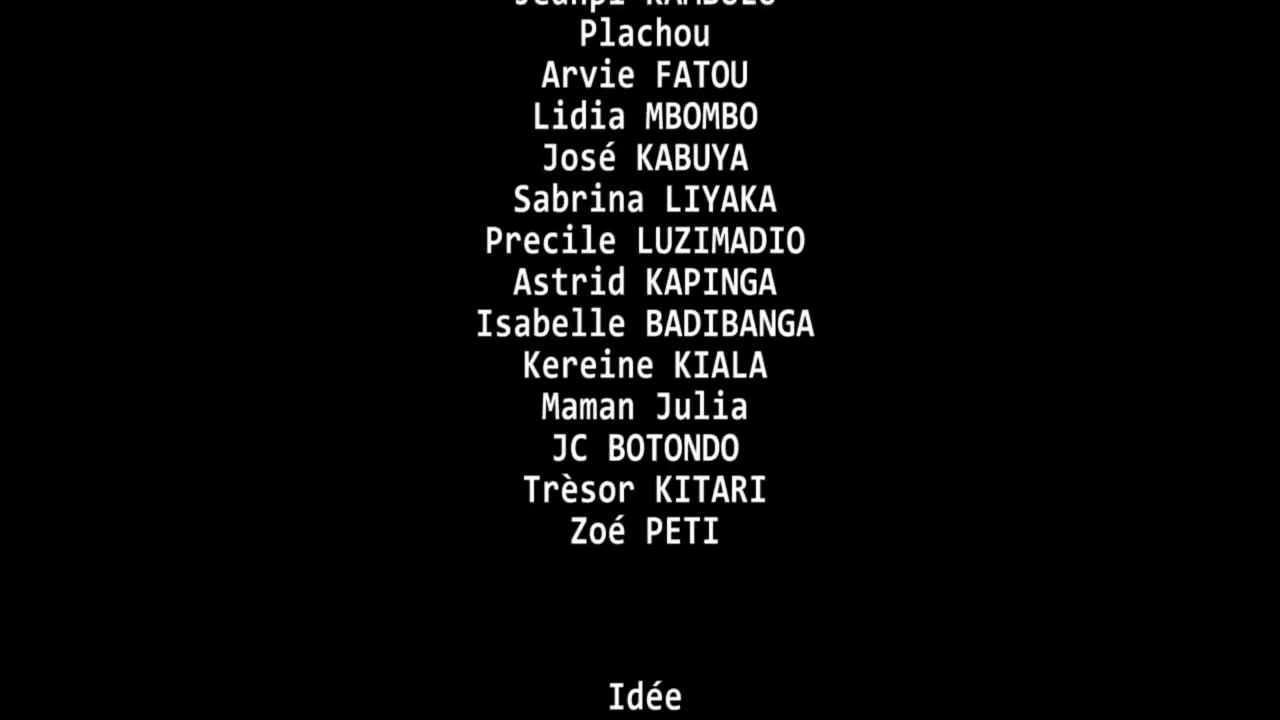 Plachou
Arvie FATOU
Lidia MBOMBO
José KABUYA
Sabrina LIYAKA
Precile LUZIMADIO
Astrid KAPINGA
Isabelle BADIBANGA
Kereine KIALA
Maman Julia
JC BOTONDO
Trèsor KITARI
Zoé PETI
Idée